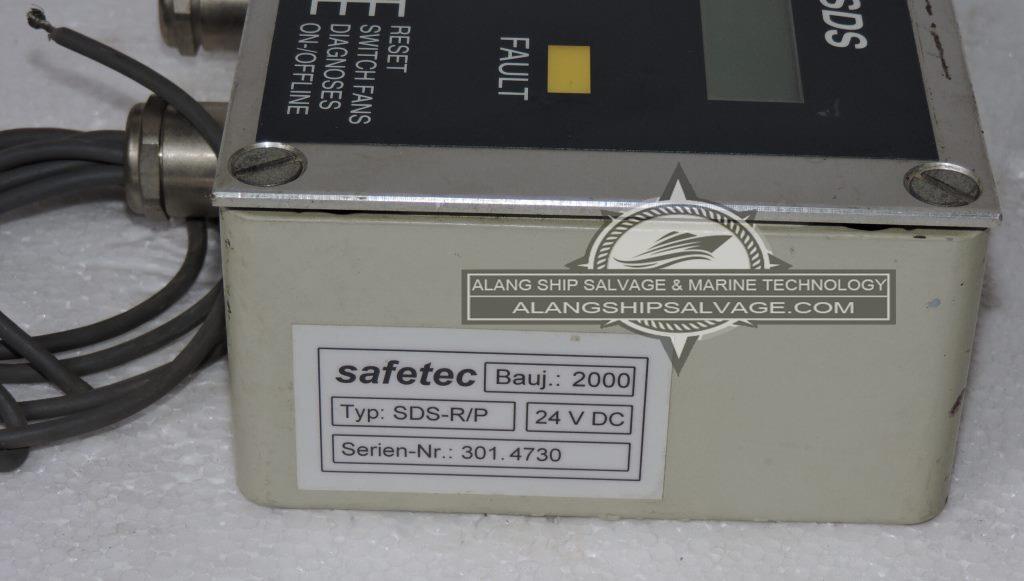 SDS
FAULT
RESET
SWITCH FANS
DIAGNOSES
ON-/OFFLINE
ALANG SHIP SALVAGE & MARINE TECHNOLOGY
ALANGSHIPSALVAGE.COM
safetec Bauj.: 2000
Typ: SDS-R/P 24 V DC
Serien-Nr.: 301.4730